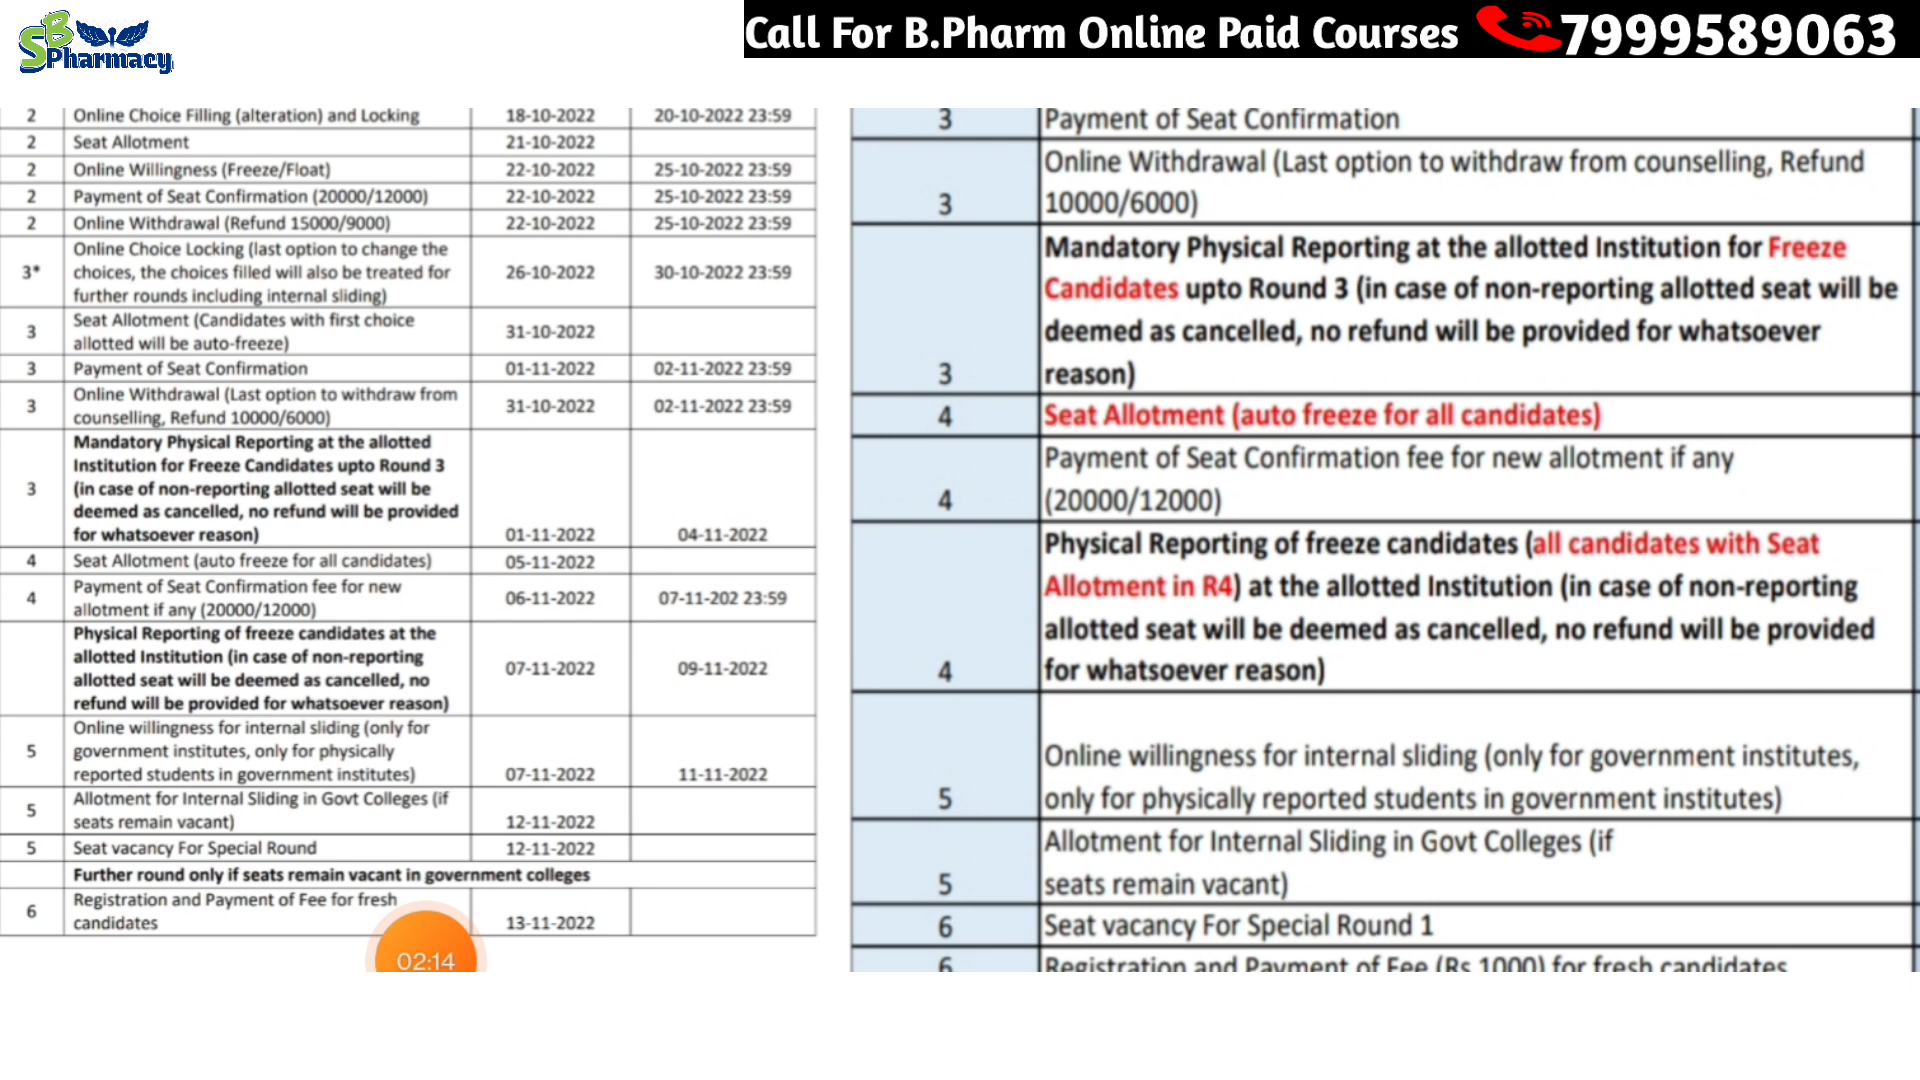 SB Pharmacy
Call For B.Pharm Online Paid Courses 7999589063
2 Online Choice Filling (alteration) and Locking 18-10-2022 20-10-2022 23:59
2 Seat Allotment 21-10-2022
2 Online Willingness (Freeze/Float) 22-10-2022 25-10-2022 23:59
2 Payment of Seat Confirmation (20000/12000) 22-10-2022 25-10-2022 23:59
2 Online Withdrawal (Refund 15000/9000) 22-10-2022 25-10-2022 23:59
Online Choice Locking (last option to change the
3* choices, the choices filled will also be treated for 26-10-2022 30-10-2022 23:59
further rounds including internal sliding)
Seat Allotment (Candidates with first choice
3 allotted will be auto-freeze) 31-10-2022
3 Payment of Seat Confirmation 01-11-2022 02-11-2022 23:59
Online Withdrawal (Last option to withdraw from
3 counselling, Refund 10000/6000) 31-10-2022 02-11-2022 23:59
Mandatory Physical Reporting at the allotted
Institution for Freeze Candidates upto Round 3
3 (in case of non-reporting allotted seat will be
deemed as cancelled, no refund will be provided
for whatsoever reason) 01-11-2022 04-11-2022
4 Seat Allotment (auto freeze for all candidates) 05-11-2022
Payment of Seat Confirmation fee for new
4 allotment if any (20000/12000) 06-11-2022 07-11-202 23:59
Physical Reporting of freeze candidates at the
allotted Institution (in case of non-reporting
allotted seat will be deemed as cancelled, no 07-11-2022 09-11-2022
refund will be provided for whatsoever reason)
Online willingness for internal sliding (only for
5 government institutes, only for physically
reported students in government institutes) 07-11-2022 11-11-2022
Allotment for Internal Sliding in Govt Colleges (if
5 seats remain vacant) 12-11-2022
5 Seat vacancy For Special Round 12-11-2022
Further round only if seats remain vacant in government colleges
Registration and Payment of Fee for fresh
6 candidates 13-11-2022
02:14
3 Payment of Seat Confirmation
Online Withdrawal (Last option to withdraw from counselling, Refund
3 10000/6000)
Mandatory Physical Reporting at the allotted Institution for Freeze
Candidates upto Round 3 (in case of non-reporting allotted seat will be
deemed as cancelled, no refund will be provided for whatsoever
3 reason)
4 Seat Allotment (auto freeze for all candidates)
Payment of Seat Confirmation fee for new allotment if any
4 (20000/12000)
Physical Reporting of freeze candidates (all candidates with Seat
Allotment in R4) at the allotted Institution (in case of non-reporting
allotted seat will be deemed as cancelled, no refund will be provided
4 for whatsoever reason)
Online willingness for internal sliding (only for government institutes,
5 only for physically reported students in government institutes)
Allotment for Internal Sliding in Govt Colleges (if
5 seats remain vacant)
6 Seat vacancy For Special Round 1
6 Registration and Payment of Fee (Rs 1000) for fresh candidates